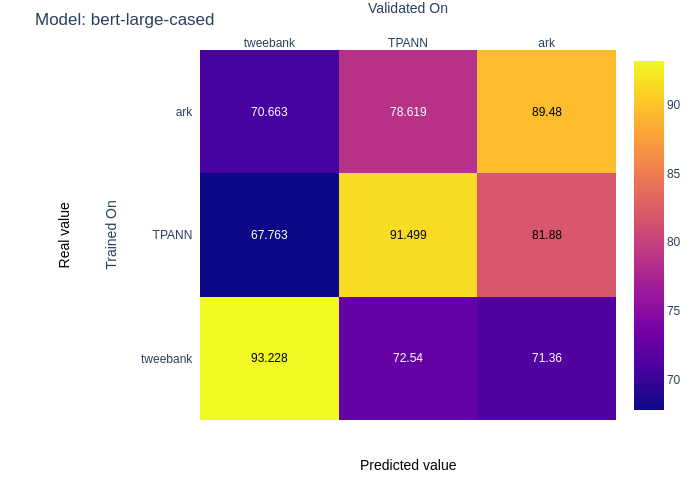 Validated On
Model: bert-large-cased
tweebank TPANN ark
ark 70.663 78.619 89.48
TPANN 67.763 91.499 81.88
tweebank 93.228 72.54 71.36
Real value
Trained On
Predicted value
90
85
80
75
70